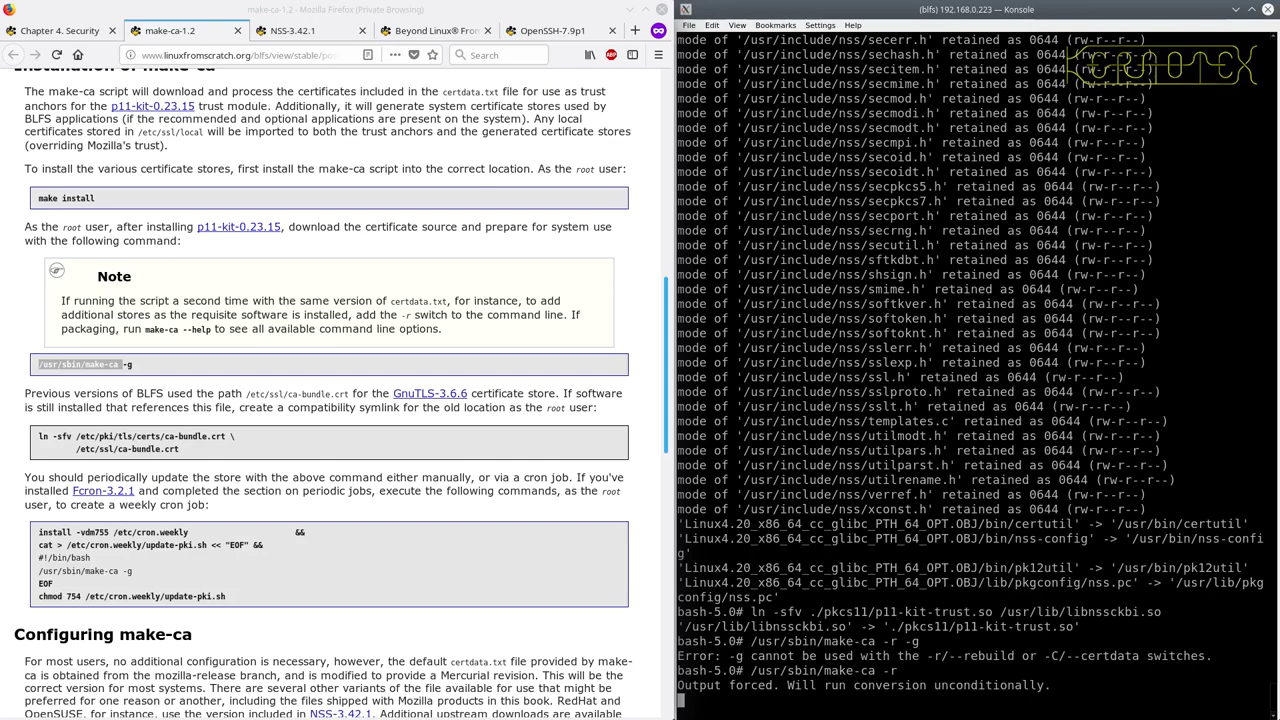 make-ca-1.2 - Mozilla Firefox (Private Browsing)
Chapter 4. Security
make-ca-1.2
NSS-3.42.1
Beyond Linux® From
OpenSSH-7.9p1
www.linuxfromscratch.org/blfs/view/stable/post
Search
Installation of make-ca
The make-ca script will download and process the certificates included in the certdata.txt file for use as trust
anchors for the p11-kit-0.23.15 trust module. Additionally, it will generate system certificate stores used by
BLFS applications (if the recommended and optional applications are present on the system). Any local
certificates stored in /etc/ssl/local will be imported to both the trust anchors and the generated certificate stores
(overriding Mozilla's trust).
To install the various certificate stores, first install the make-ca script into the correct location. As the root user:
make install
As the root user, after installing p11-kit-0.23.15, download the certificate source and prepare for system use
with the following command:
Note
If running the script a second time with the same version of certdata.txt, for instance, to add
additional stores as the requisite software is installed, add the -r switch to the command line. If
packaging, run make-ca --help to see all available command line options.
/usr/sbin/make-ca -g
Previous versions of BLFS used the path /etc/ssl/ca-bundle.crt for the GnuTLS-3.6.6 certificate store. If software
is still installed that references this file, create a compatibility symlink for the old location as the root user:
ln -sfv /etc/pki/tls/certs/ca-bundle.crt \
/etc/ssl/ca-bundle.crt
You should periodically update the store with the above command either manually, or via a cron job. If you've
installed Fcron-3.2.1 and completed the section on periodic jobs, execute the following commands, as the root
user, to create a weekly cron job:
install -vdm755 /etc/cron.weekly &&
cat > /etc/cron.weekly/update-pki.sh << "EOF" &&
#!/bin/bash
/usr/sbin/make-ca -g
EOF
chmod 754 /etc/cron.weekly/update-pki.sh
Configuring make-ca
For most users, no additional configuration is necessary, however, the default certdata.txt file provided by make-
ca is obtained from the mozilla-release branch, and is modified to provide a Mercurial revision. This will be the
correct version for most systems. There are several other variants of the file available for use that might be
preferred for one reason or another, including the files shipped with Mozilla products in this book. RedHat and
OpenSUSE, for instance, use the version included in NSS-3.42.1. Additional upstream downloads are available
(blfs) 192.168.0.223 — Konsole
File Edit View Bookmarks Settings Help
mode of '/usr/include/nss/secerr.h' retained as 0644 (rw-r--r--)
mode of '/usr/include/nss/sechash.h' retained as 0644 (rw-r--r--)
mode of '/usr/include/nss/secitem.h' retained as 0644 (rw-r--r--)
mode of '/usr/include/nss/secmime.h' retained as 0644 (rw-r--r--)
mode of '/usr/include/nss/secmod.h' retained as 0644 (rw-r--r--)
mode of '/usr/include/nss/secmodi.h' retained as 0644 (rw-r--r--)
mode of '/usr/include/nss/secmodt.h' retained as 0644 (rw-r--r--)
mode of '/usr/include/nss/secmpi.h' retained as 0644 (rw-r--r--)
mode of '/usr/include/nss/secoid.h' retained as 0644 (rw-r--r--)
mode of '/usr/include/nss/secoidt.h' retained as 0644 (rw-r--r--)
mode of '/usr/include/nss/secpkcs5.h' retained as 0644 (rw-r--r--)
mode of '/usr/include/nss/secpkcs7.h' retained as 0644 (rw-r--r--)
mode of '/usr/include/nss/secport.h' retained as 0644 (rw-r--r--)
mode of '/usr/include/nss/secrng.h' retained as 0644 (rw-r--r--)
mode of '/usr/include/nss/secutil.h' retained as 0644 (rw-r--r--)
mode of '/usr/include/nss/sftkdbt.h' retained as 0644 (rw-r--r--)
mode of '/usr/include/nss/shsign.h' retained as 0644 (rw-r--r--)
mode of '/usr/include/nss/smime.h' retained as 0644 (rw-r--r--)
mode of '/usr/include/nss/softkver.h' retained as 0644 (rw-r--r--)
mode of '/usr/include/nss/softoken.h' retained as 0644 (rw-r--r--)
mode of '/usr/include/nss/softoknt.h' retained as 0644 (rw-r--r--)
mode of '/usr/include/nss/sslerr.h' retained as 0644 (rw-r--r--)
mode of '/usr/include/nss/sslexp.h' retained as 0644 (rw-r--r--)
mode of '/usr/include/nss/ssl.h' retained as 0644 (rw-r--r--)
mode of '/usr/include/nss/sslproto.h' retained as 0644 (rw-r--r--)
mode of '/usr/include/nss/sslt.h' retained as 0644 (rw-r--r--)
mode of '/usr/include/nss/templates.c' retained as 0644 (rw-r--r--)
mode of '/usr/include/nss/utilmodt.h' retained as 0644 (rw-r--r--)
mode of '/usr/include/nss/utilpars.h' retained as 0644 (rw-r--r--)
mode of '/usr/include/nss/utilparst.h' retained as 0644 (rw-r--r--)
mode of '/usr/include/nss/utilrename.h' retained as 0644 (rw-r--r--)
mode of '/usr/include/nss/verref.h' retained as 0644 (rw-r--r--)
mode of '/usr/include/nss/xconst.h' retained as 0644 (rw-r--r--)
'Linux4.20_x86_64_cc_glibc_PTH_64_OPT.OBJ/bin/certutil' -> '/usr/bin/certutil'
'Linux4.20_x86_64_cc_glibc_PTH_64_OPT.OBJ/bin/nss-config' -> '/usr/bin/nss-confi
g'
'Linux4.20_x86_64_cc_glibc_PTH_64_OPT.OBJ/bin/pk12util' -> '/usr/bin/pk12util'
'Linux4.20_x86_64_cc_glibc_PTH_64_OPT.OBJ/lib/pkgconfig/nss.pc' -> '/usr/lib/pkg
config/nss.pc'
bash-5.0# ln -sfv ./pkcs11/p11-kit-trust.so /usr/lib/libnssckbi.so
'/usr/lib/libnssckbi.so' -> './pkcs11/p11-kit-trust.so'
bash-5.0# /usr/sbin/make-ca -r -g
Error: -g cannot be used with the -r/--rebuild or -C/--certdata switches.
bash-5.0# /usr/sbin/make-ca -r
Output forced. Will run conversion unconditionally.